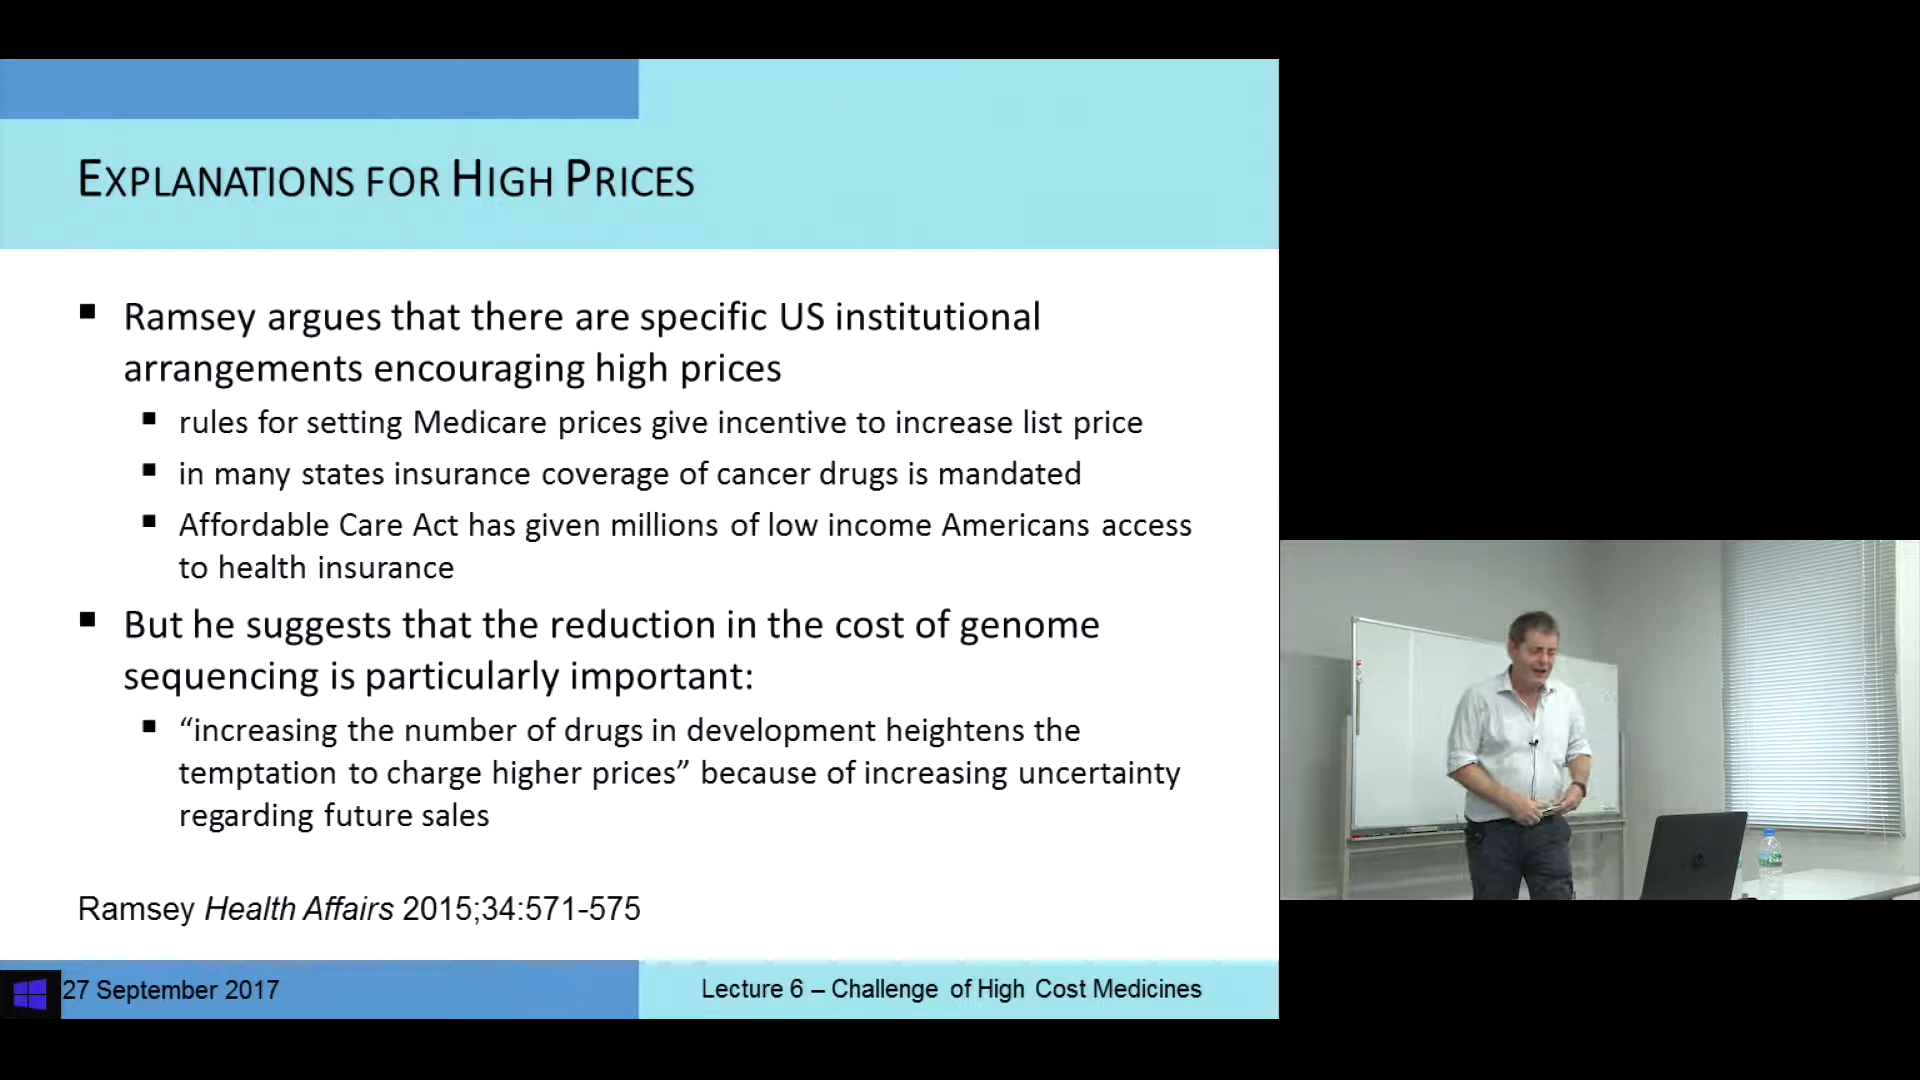 EXPLANATIONS FOR HIGH PRICES
▪ Ramsey argues that there are specific US institutional
arrangements encouraging high prices
▪ rules for setting Medicare prices give incentive to increase list price
▪ in many states insurance coverage of cancer drugs is mandated
▪ Affordable Care Act has given millions of low income Americans access
to health insurance
▪ But he suggests that the reduction in the cost of genome
sequencing is particularly important:
▪ “increasing the number of drugs in development heightens the
temptation to charge higher prices” because of increasing uncertainty
regarding future sales
Ramsey Health Affairs 2015;34:571-575
27 September 2017
Lecture 6 – Challenge of High Cost Medicines